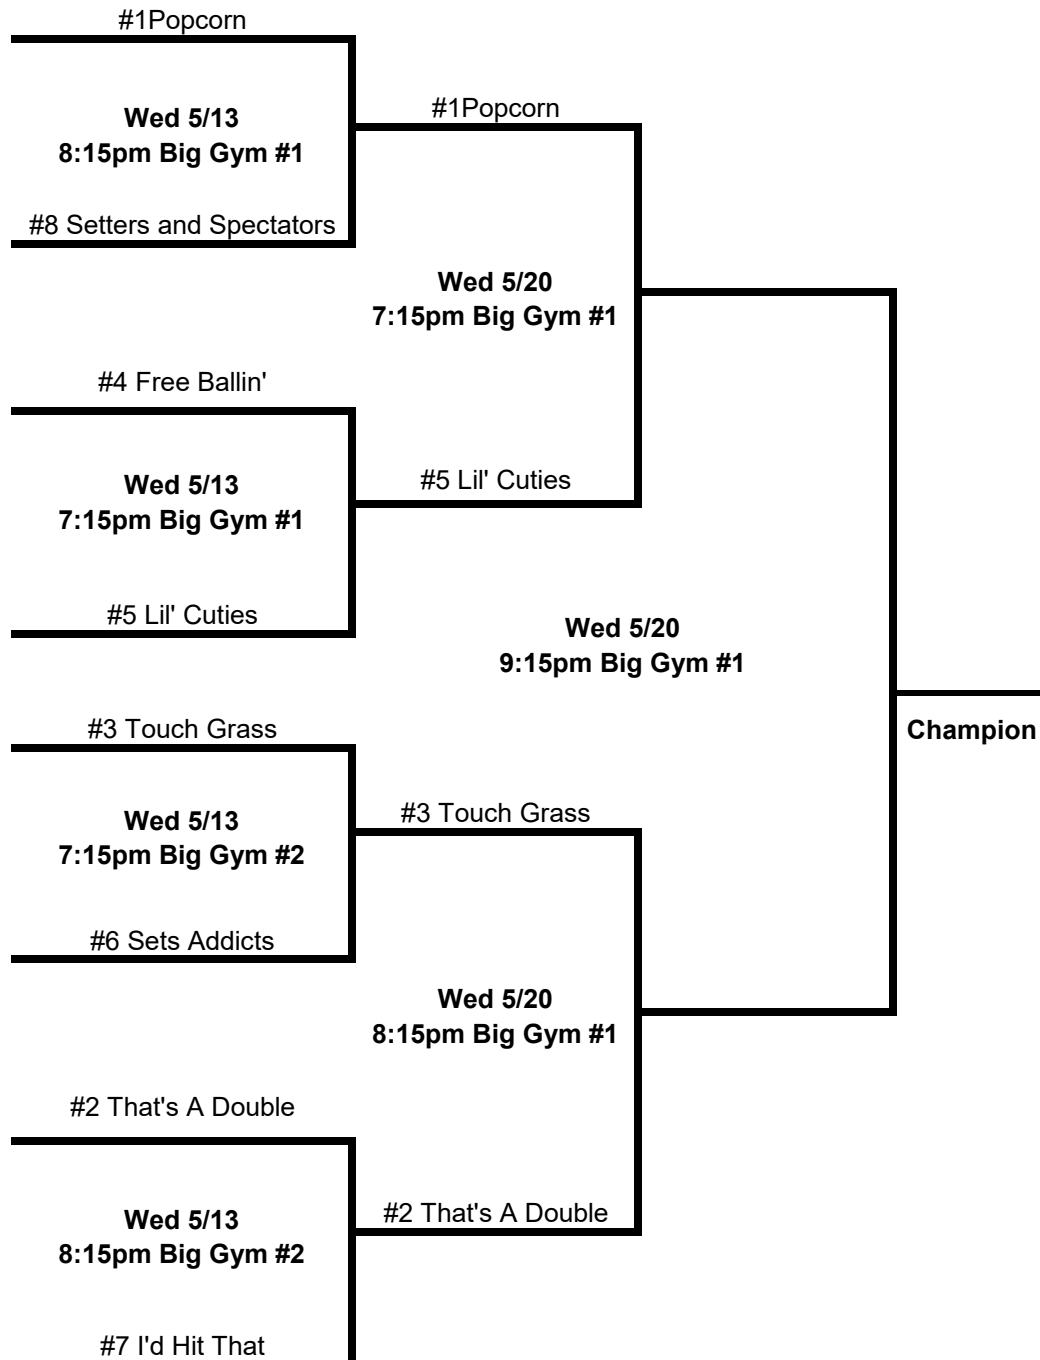 #1Popcorn
#1Popcorn
Wed 5/13
8:15pm Big Gym #1
#8 Setters and Spectators
Wed 5/20
7:15pm Big Gym #1
#4 Free Ballin'
#5 Lil' Cuties
Wed 5/13
7:15pm Big Gym #1
#5 Lil' Cuties
Wed 5/20
9:15pm Big Gym #1
#3 Touch Grass
Champion
#3 Touch Grass
Wed 5/13
7:15pm Big Gym #2
#6 Sets Addicts
Wed 5/20
8:15pm Big Gym #1
#2 That's A Double
#2 That's A Double
Wed 5/13
8:15pm Big Gym #2
#7 I'd Hit That